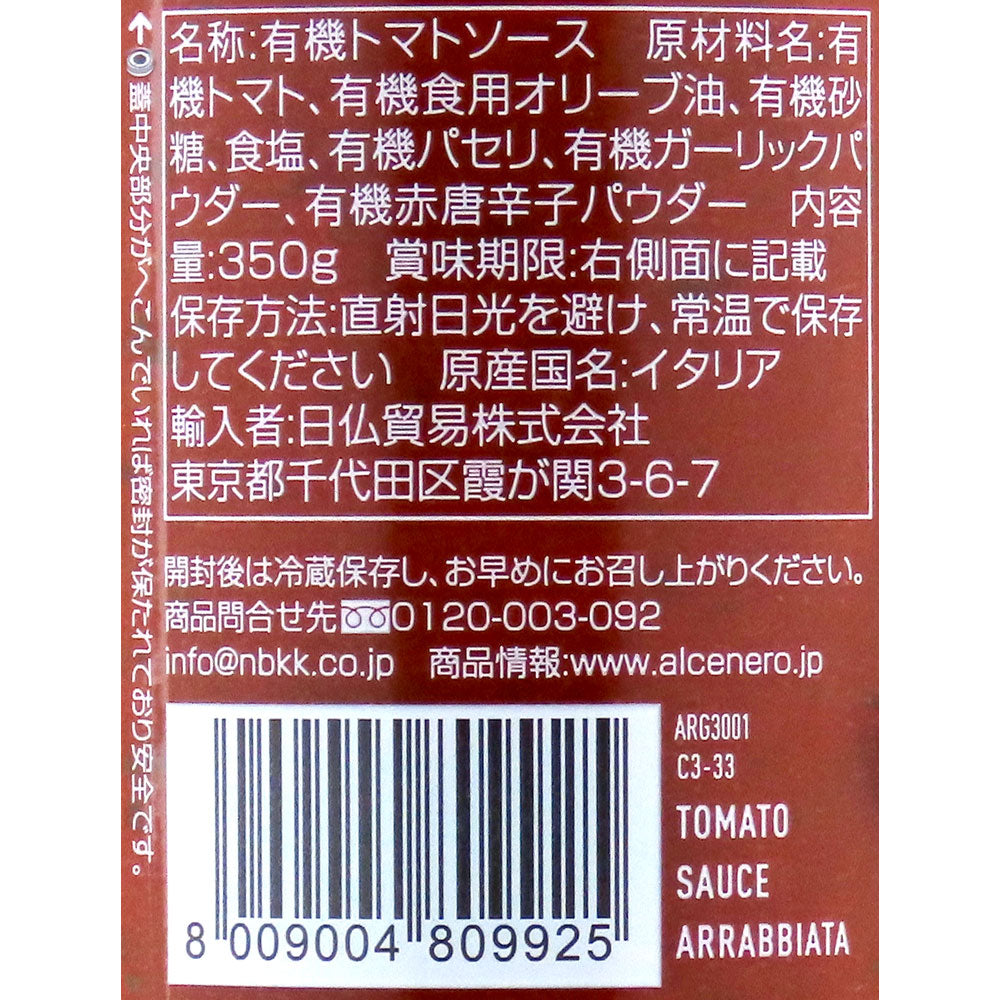 名称:有機トマトソース　原材料名:有
機トマト、有機食用オリーブ油、有機砂
糖、食塩、有機パセリ、有機ガーリックパ
ウダー、有機赤唐辛子パウダー　内容
量:350g　賞味期限:右側面に記載
保存方法:直射日光を避け、常温で保存
してください　原産国名:イタリア
輸入者:日仏貿易株式会社
東京都千代田区霞が関3-6-7
開封後は冷蔵保存し、お早めにお召し上がりください。
商品問合せ先 0120-003-092
info@nbkk.co.jp　商品情報:www.alcenero.jp
←蓋中央部分がへこんでいれば密封が保たれており安全です。
8 009004 809925
ARG3001
C3-33
TOMATO
SAUCE
ARRABBIATA